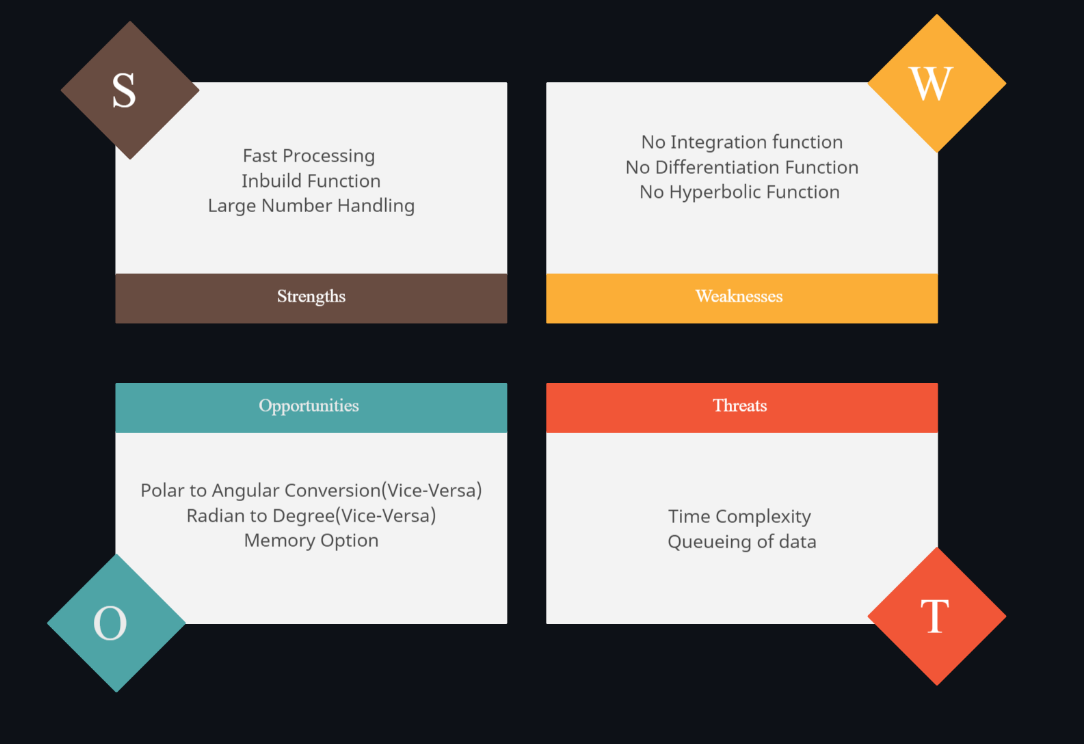 S
Fast Processing
Inbuild Function
Large Number Handling
Strengths
W
No Integration function
No Differentiation Function
No Hyperbolic Function
Weaknesses
Opportunities
Polar to Angular Conversion(Vice-Versa)
Radian to Degree(Vice-Versa)
Memory Option
O
Threats
Time Complexity
Queueing of data
T